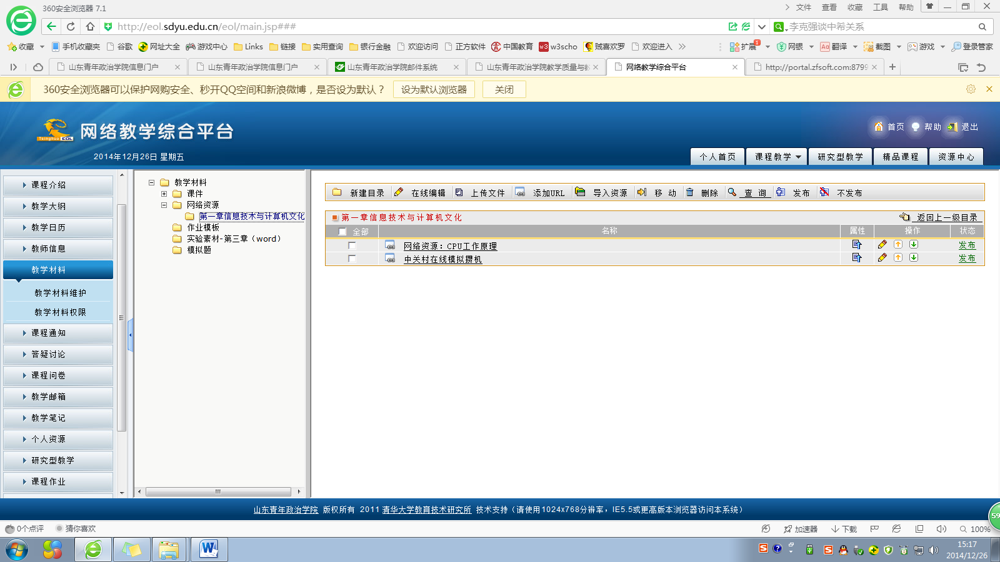 360安全浏览器 7.1
文件 查看 收藏 工具 帮助
http://eol.sdyu.edu.cn/eol/main.jsp###
李克强谈中希关系
收藏 手机收藏夹 谷歌 网址大全 游戏中心 Links 链接 实用查询 银行金融 欢迎访问 正方软件 中国教育 w3scho 贼喜欢罗 欢迎进入 扩展 1 网银 翻译 截图 游戏 登录管家
山东青年政治学院信息门户 山东青年政治学院信息门户 山东青年政治学院邮件系统 山东青年政治学院教学质量与 网络教学综合平台 http://portal.zfsoft.com:8799
360安全浏览器可以保护网购安全、秒开QQ空间和新浪微博，是否设为默认？ 设为默认浏览器 关闭
Tsinghua EOL 网络教学综合平台
首页 帮助 退出
2014年12月26日 星期五
个人首页 课程教学 研究型教学 精品课程 资源中心
课程介绍
教学大纲
教学日历
教师信息
教学材料
教学材料维护
教学材料权限
课程通知
答疑讨论
课程问卷
教学邮箱
教学笔记
个人资源
研究型教学
课程作业
教学材料
课件
网络资源
第一章信息技术与计算机文化
作业模板
实验素材-第三章（word）
模拟题
新建目录 在线编辑 上传文件 添加URL 导入资源 移 动 删除 查 询 发布 不发布
第一章信息技术与计算机文化 返回上一级目录
全部 名称 属性 操作 状态
网络资源：CPU工作原理 发布
中关村在线模拟攒机 发布
山东青年政治学院 版权所有 2011 清华大学教育技术研究所 技术支持（请使用1024x768分辨率，IE5.5或更高版本浏览器访问本系统）
59
0个点评 猜你喜欢 加速器 下载 100%
15:17
2014/12/26